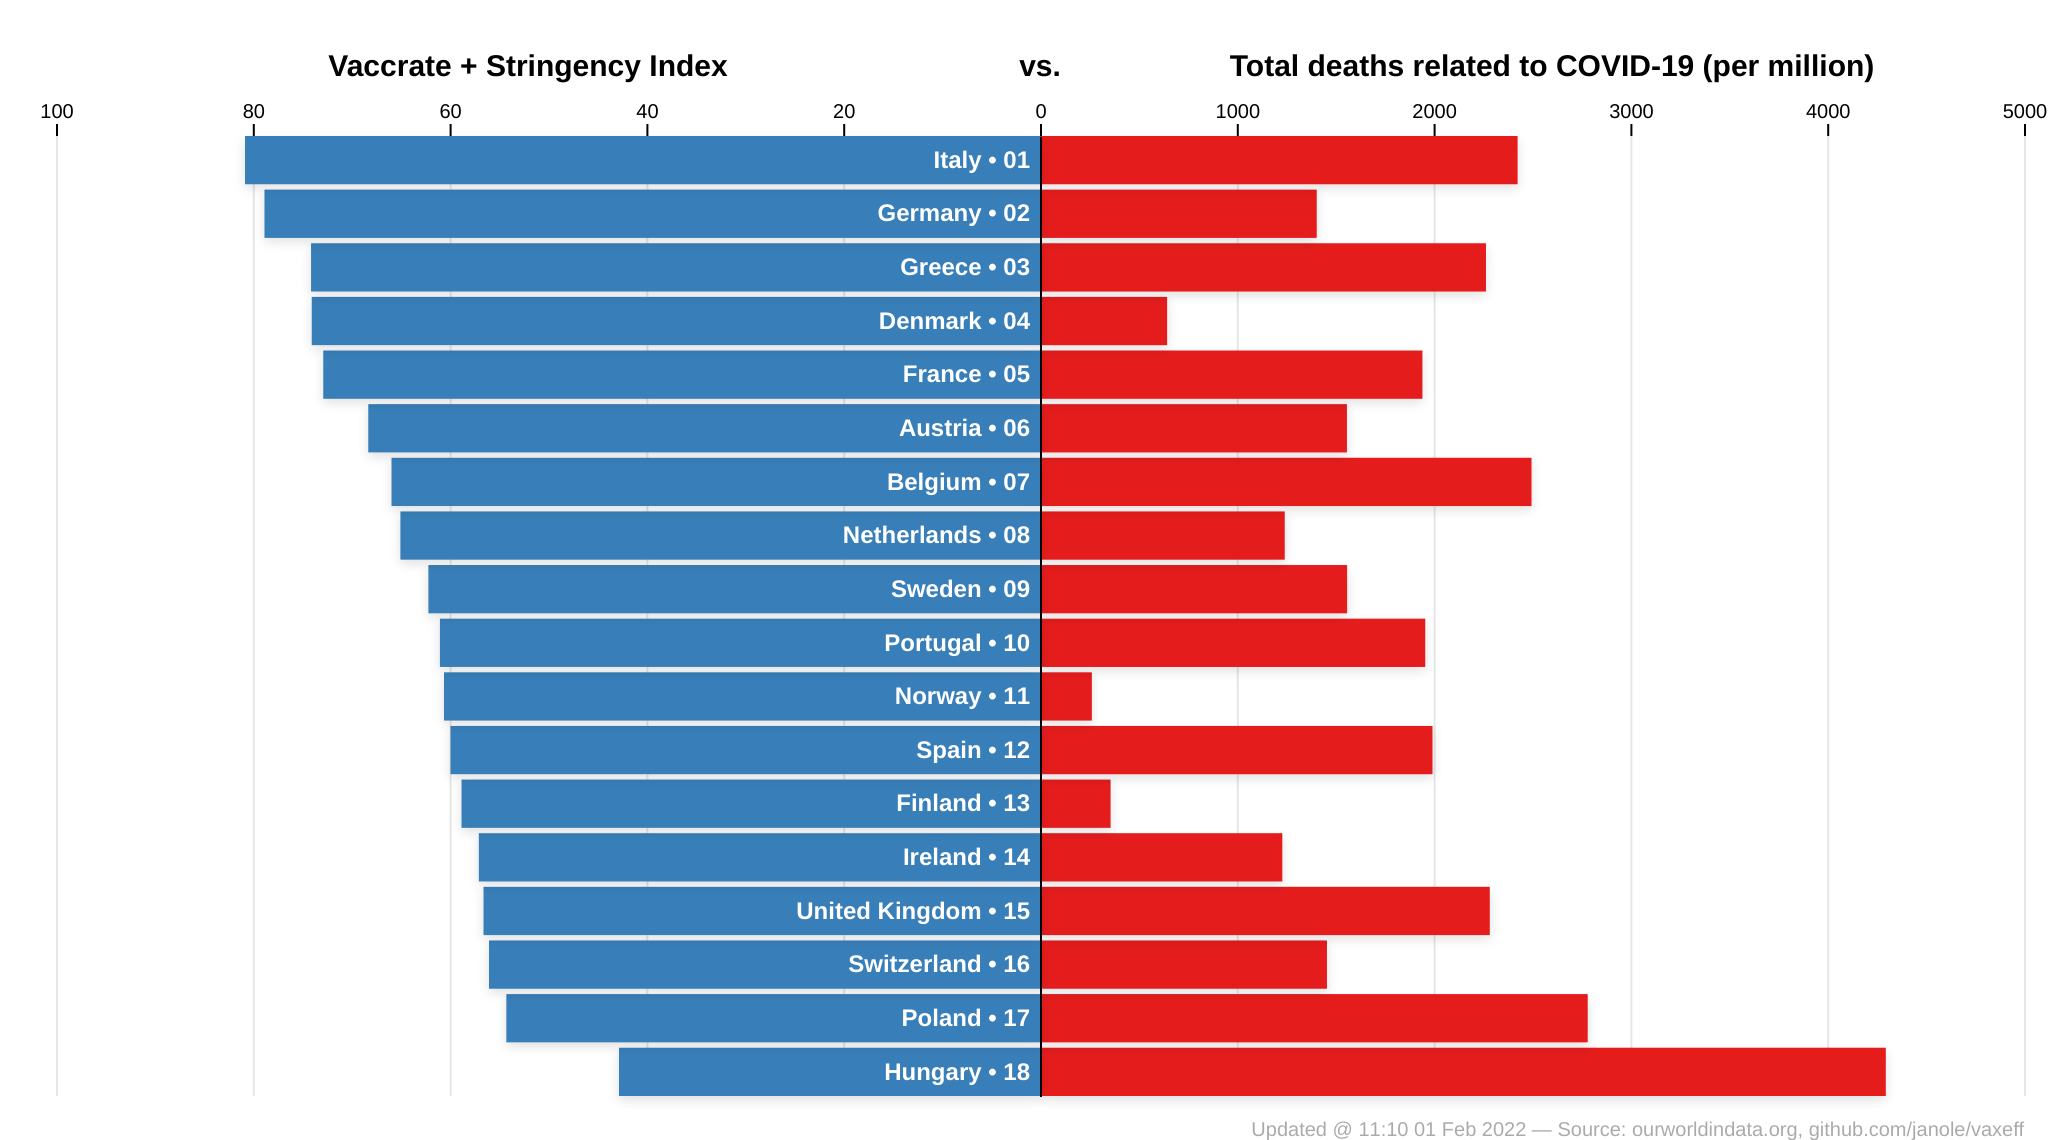 Vaccrate + Stringency Index vs. Total deaths related to COVID-19 (per million)
100 80 60 40 20 0 1000 2000 3000 4000 5000
Italy • 01
Germany • 02
Greece • 03
Denmark • 04
France • 05
Austria • 06
Belgium • 07
Netherlands • 08
Sweden • 09
Portugal • 10
Norway • 11
Spain • 12
Finland • 13
Ireland • 14
United Kingdom • 15
Switzerland • 16
Poland • 17
Hungary • 18
Updated @ 11:10 01 Feb 2022 — Source: ourworldindata.org, github.com/janole/vaxeff